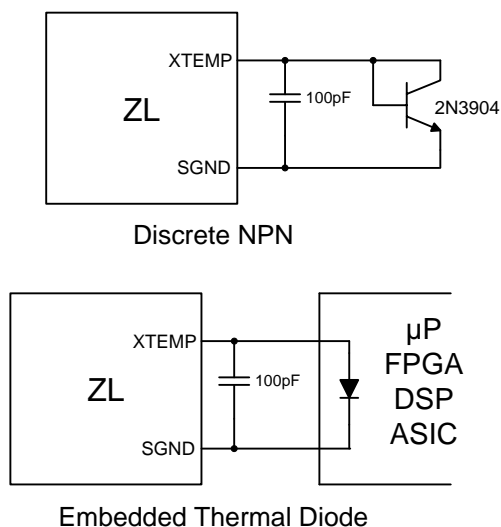 XTEMP
ZL
100pF
2N3904
SGND
Discrete NPN
XTEMP
ZL
100pF
SGND
µP
FPGA
DSP
ASIC
Embedded Thermal Diode